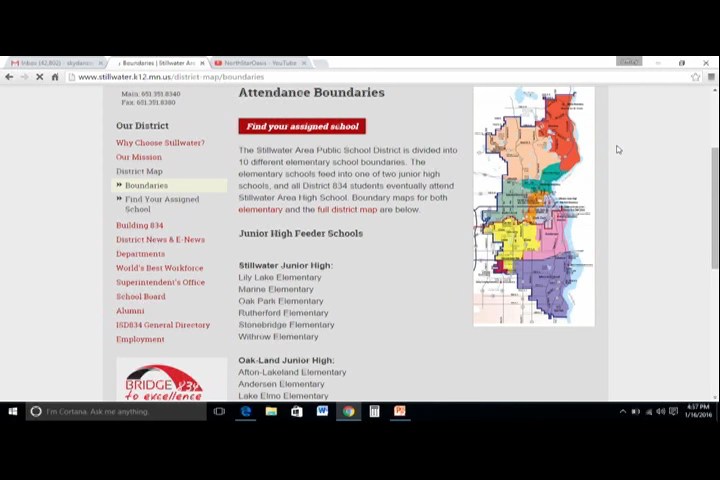 Inbox (42,802) - skydanso
Boundaries | Stillwater Are
NorthStarOasis - YouTube
www.stillwater.k12.mn.us/district-map/boundaries
Main: 651.351.8340
Fax: 651.351.8380
Our District
Why Choose Stillwater?
Our Mission
District Map
Boundaries
Find Your Assigned
School
Building 834
District News & E-News
Departments
World's Best Workforce
Superintendent's Office
School Board
Alumni
ISD834 General Directory
Employment
BRIDGE 834
to excellence
Attendance Boundaries
Find your assigned school
The Stillwater Area Public School District is divided into
10 different elementary school boundaries. The
elementary schools feed into one of two junior high
schools, and all District 834 students eventually attend
Stillwater Area High School. Boundary maps for both
elementary and the full district map are below.
Junior High Feeder Schools
Stillwater Junior High:
Lily Lake Elementary
Marine Elementary
Oak Park Elementary
Rutherford Elementary
Stonebridge Elementary
Withrow Elementary
Oak-Land Junior High:
Afton-Lakeland Elementary
Andersen Elementary
Lake Elmo Elementary
I'm Cortana. Ask me anything.
4:37 PM
1/16/2016